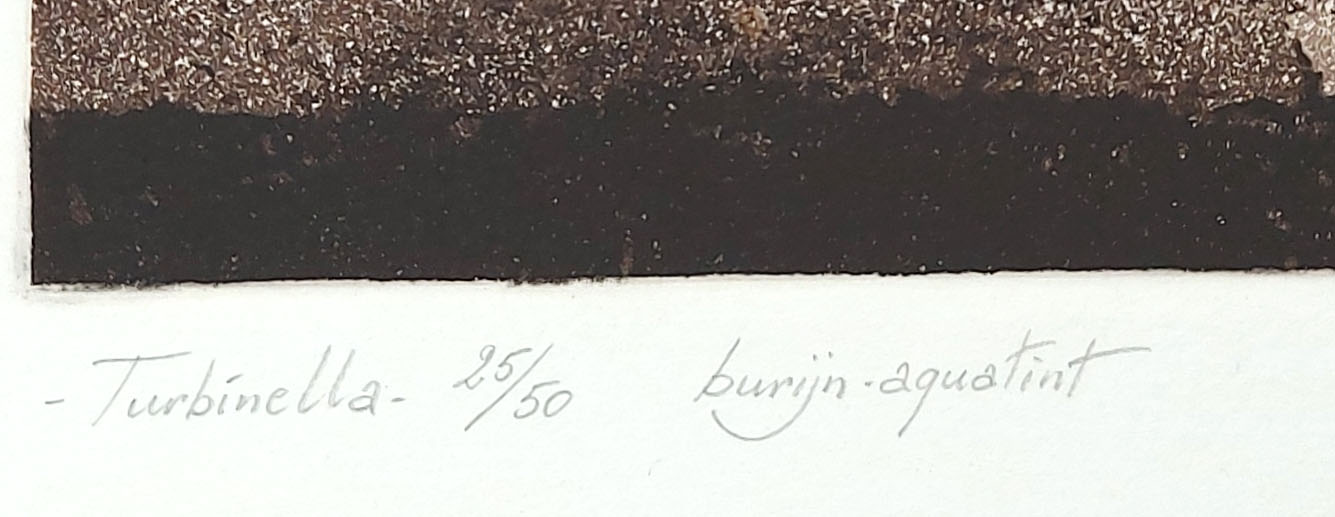 - Turbinella - 25/50 burijn - aquatint